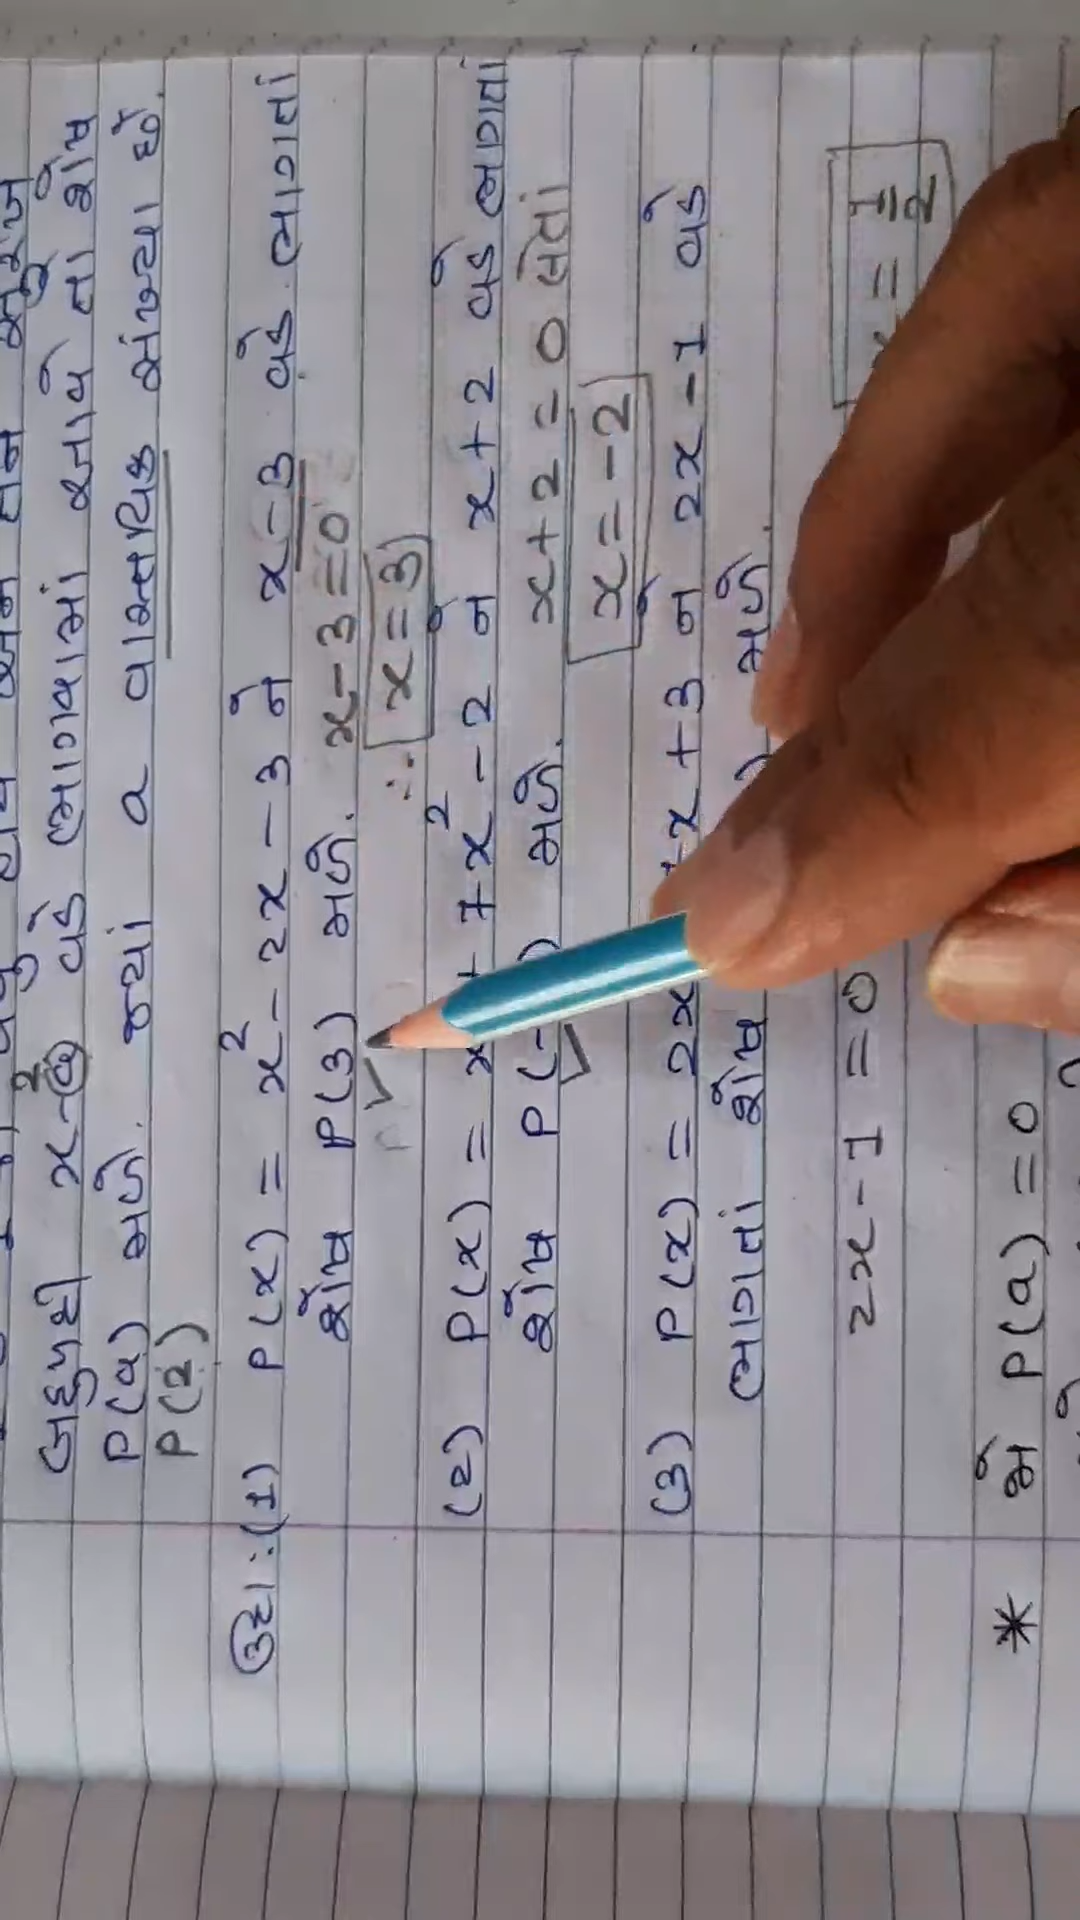 બહુપદી x-a વડે ભાગવામાં આવે તો શેષ
P(a) મળે. જ્યાં a વાસ્તવિક સંખ્યા છે.
P(2)
ઉદા.:(1) P(x) = x² - 2x - 3 ને x-3 વડે ભાગતાં
શેષ P(3) મળે. x-3=0
∴ x=3
(2) P(x) = 7x² - 2 ને x+2 વડે ભાગતાં
શેષ P(- મળે. x+2=0 લેતાં
x=-2
(3) P(x) = 2x x+3 ને 2x-1 વડે
ભાગતાં શેષ મળે.
2x-1=0 = 1/2
* જો P(a) = 0